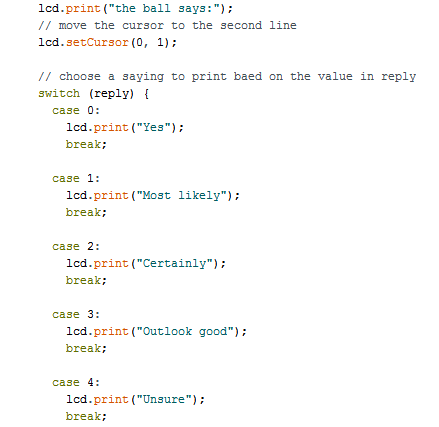 lcd.print("the ball says:");
// move the cursor to the second line
lcd.setCursor(0, 1);

// choose a saying to print baed on the value in reply
switch (reply) {
  case 0:
    lcd.print("Yes");
    break;

  case 1:
    lcd.print("Most likely");
    break;

  case 2:
    lcd.print("Certainly");
    break;

  case 3:
    lcd.print("Outlook good");
    break;

  case 4:
    lcd.print("Unsure");
    break;